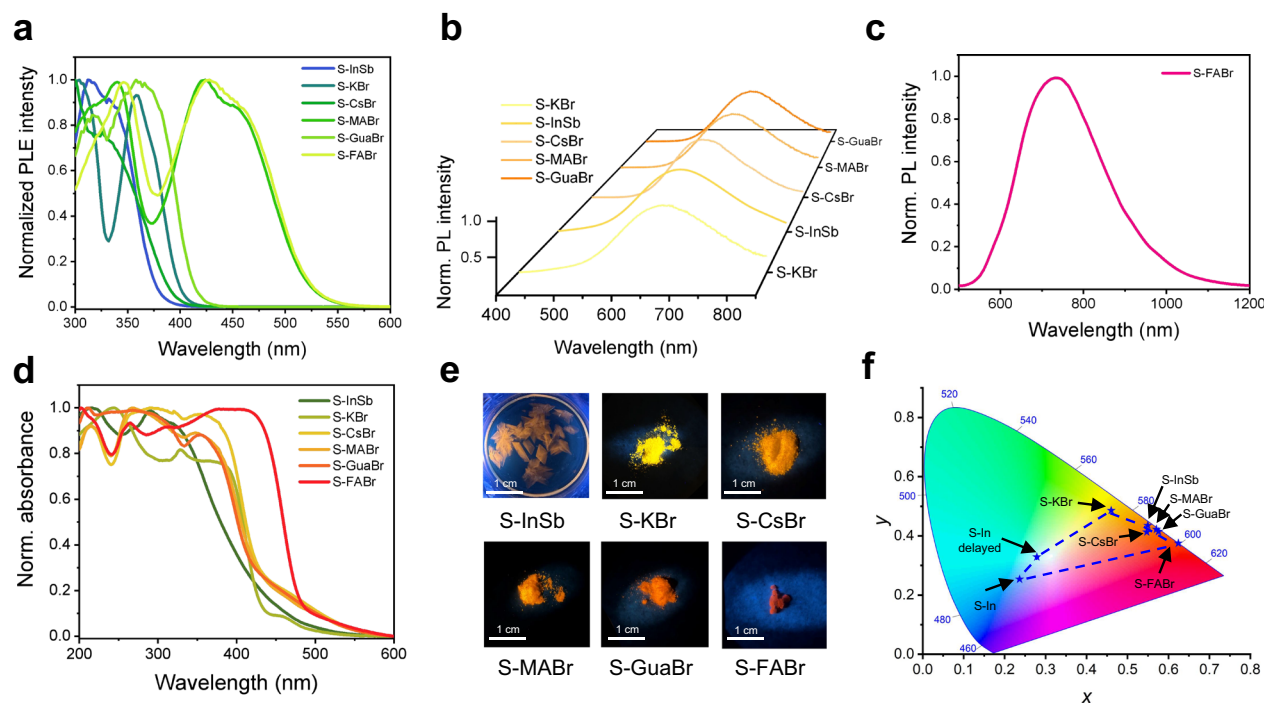 a
Normalized PLE intensty
1.0
0.8
0.6
0.4
0.2
0.0
300
350
400
450
500
550
600
Wavelength (nm)
S-InSb
S-KBr
S-CsBr
S-MABr
S-GuaBr
S-FABr
b
S-KBr
S-InSb
S-CsBr
S-MABr
S-GuaBr
Norm. PL intensity
1.0
0.5
S-GuaBr
S-MABr
S-CsBr
S-InSb
S-KBr
400
500
600
700
800
Wavelength (nm)
c
S-FABr
Norm. PL intensity
1.0
0.8
0.6
0.4
0.2
0.0
600
800
1000
1200
Wavelength (nm)
d
Norm. absorbance
1.0
0.8
0.6
0.4
0.2
0.0
200
300
400
500
600
Wavelength (nm)
S-InSb
S-KBr
S-CsBr
S-MABr
S-GuaBr
S-FABr
e
1 cm
1 cm
1 cm
S-InSb
S-KBr
S-CsBr
1 cm
1 cm
1 cm
S-MABr
S-GuaBr
S-FABr
f
y
0.8
0.6
0.4
0.2
0.0
0.0
0.1
0.2
0.3
0.4
0.5
0.6
0.7
0.8
x
520
540
560
580
600
620
500
480
460
S-InSb
S-MABr
S-GuaBr
S-KBr
S-CsBr
S-In
delayed
S-In
S-FABr